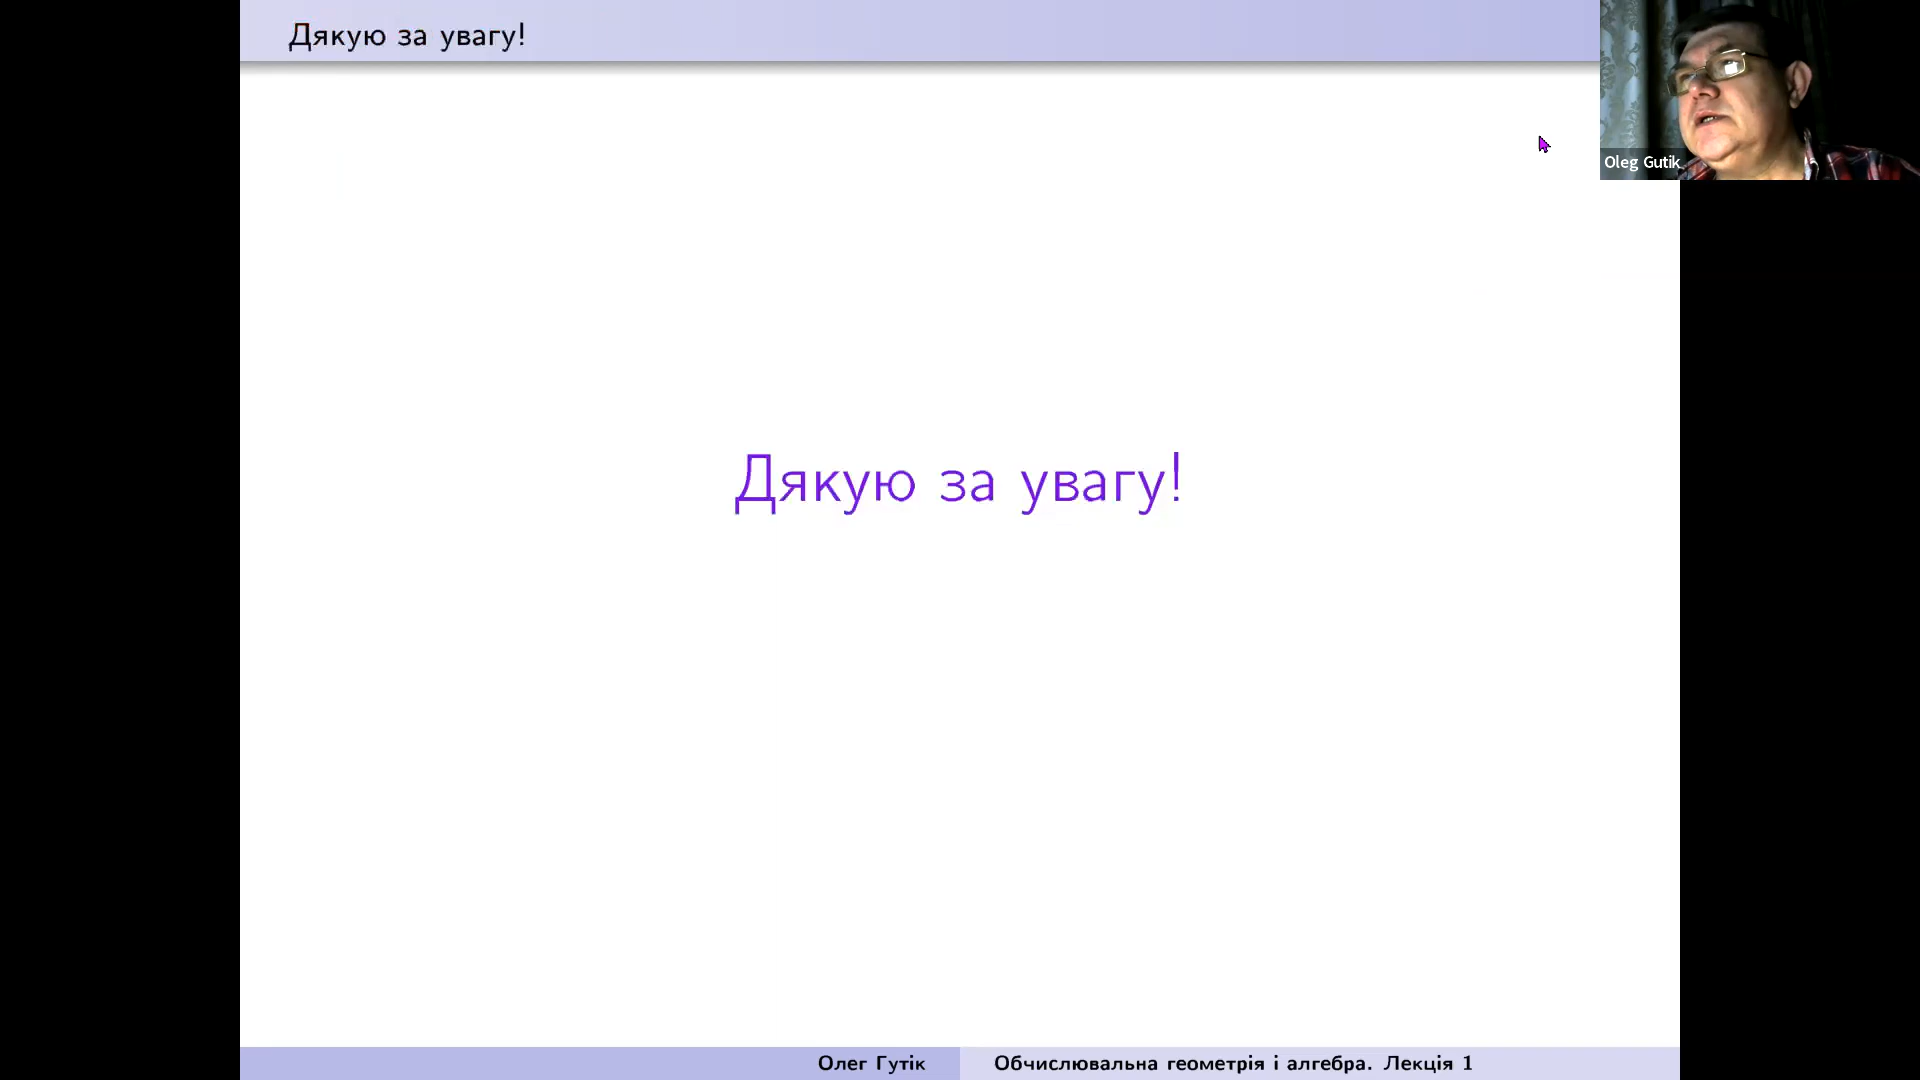 Дякую за увагу!
Oleg Gutik
Дякую за увагу!
Олег Гутік
Обчислювальна геометрія і алгебра. Лекція 1